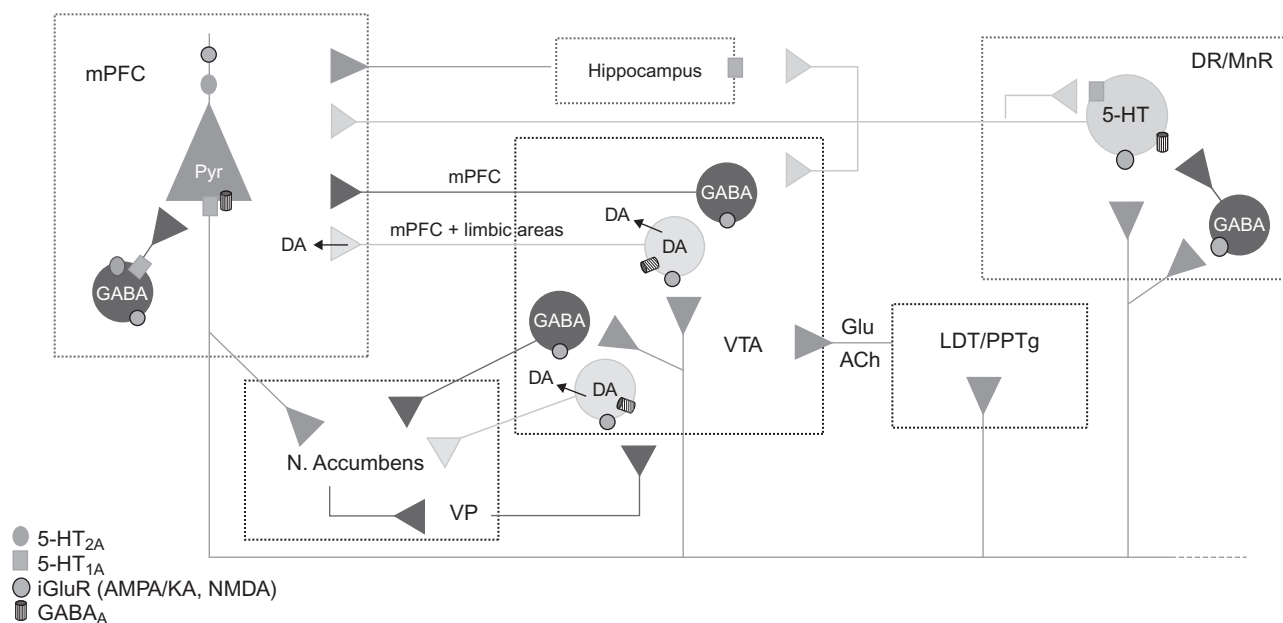 mPFC
Hippocampus
DR/MnR
5-HT
Pyr
mPFC
GABA
DA
mPFC + limbic areas
DA
DA
GABA
GABA
GABA
VTA
Glu
ACh
LDT/PPTg
DA
DA
N. Accumbens
VP
5-HT2A
5-HT1A
iGluR (AMPA/KA, NMDA)
GABAA